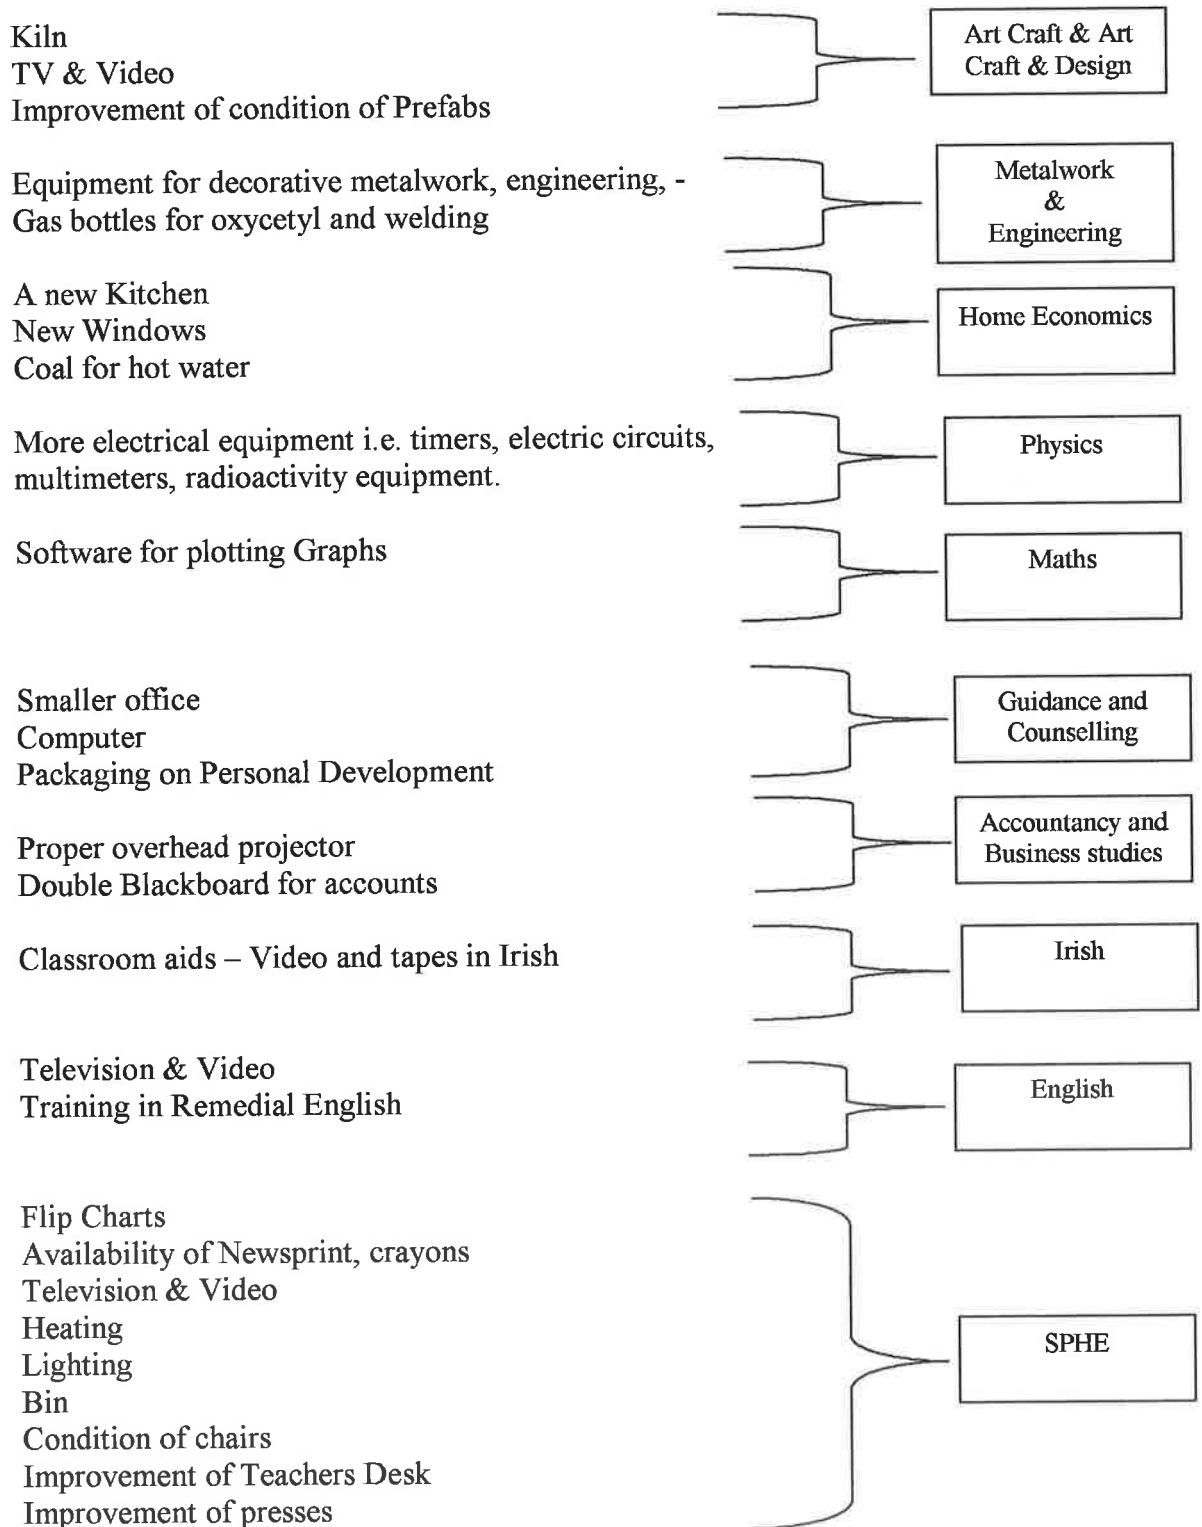 Kiln
TV & Video
Improvement of condition of Prefabs
Art Craft & Art
Craft & Design
Equipment for decorative metalwork, engineering, -
Gas bottles for oxycetyl and welding
Metalwork
&
Engineering
A new Kitchen
New Windows
Coal for hot water
Home Economics
More electrical equipment i.e. timers, electric circuits,
multimeters, radioactivity equipment.
Physics
Software for plotting Graphs
Maths
Smaller office
Computer
Packaging on Personal Development
Guidance and
Counselling
Proper overhead projector
Double Blackboard for accounts
Accountancy and
Business studies
Classroom aids – Video and tapes in Irish
Irish
Television & Video
Training in Remedial English
English
Flip Charts
Availability of Newsprint, crayons
Television & Video
Heating
Lighting
Bin
Condition of chairs
Improvement of Teachers Desk
Improvement of presses
SPHE